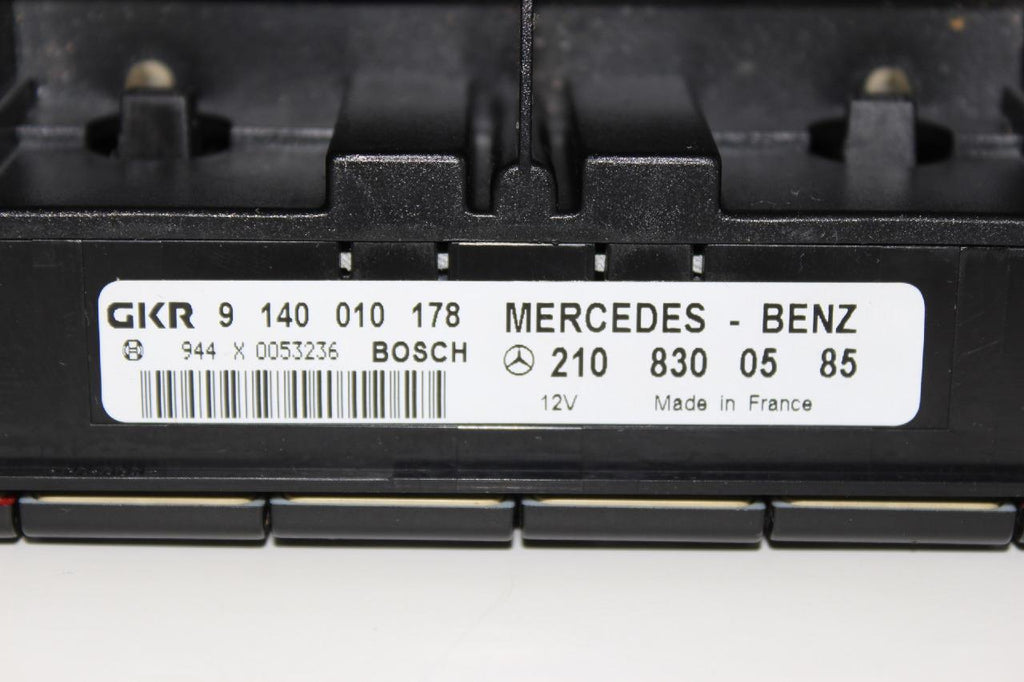 GKR 9 140 010 178
944 X 0053236 BOSCH
MERCEDES - BENZ
210 830 05 85
12V Made in France